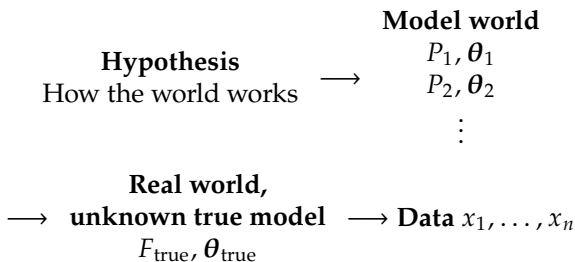 Model world
Hypothesis
How the world works
⟶
P₁, θ₁
P₂, θ₂
⋮
Real world,
⟶ unknown true model ⟶ Data x₁, . . . , xₙ
F_true, θ_true